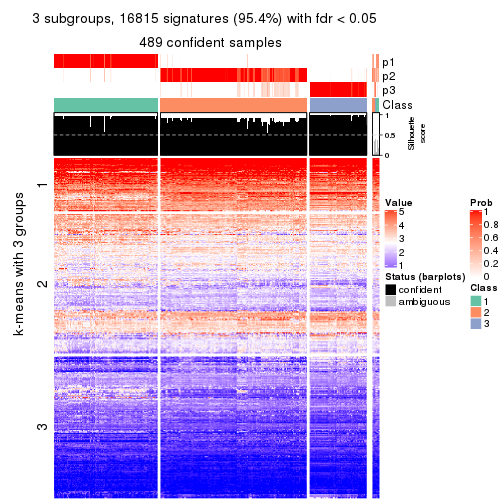 3 subgroups, 16815 signatures (95.4%) with fdr < 0.05
489 confident samples
p1
p2
p3
Class
1
0.5
0
Silhouette
score
k-means with 3 groups
1
2
3
Value
5
4
3
2
1
Status (barplots)
confident
ambiguous
Prob
1
0.8
0.6
0.4
0.2
0
Class
1
2
3